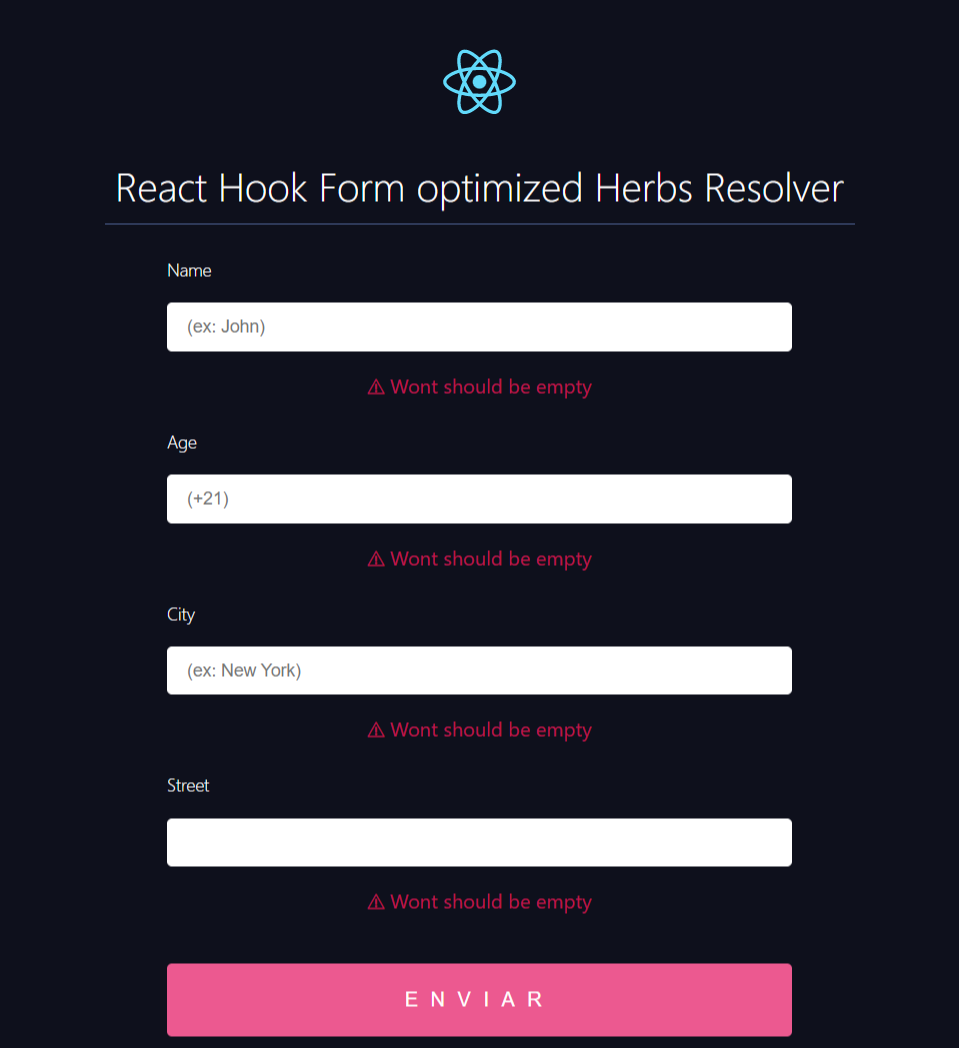 React Hook Form optimized Herbs Resolver
Name
(ex: John)
⚠ Wont should be empty
Age
(+21)
⚠ Wont should be empty
City
(ex: New York)
⚠ Wont should be empty
Street
⚠ Wont should be empty
ENVIAR